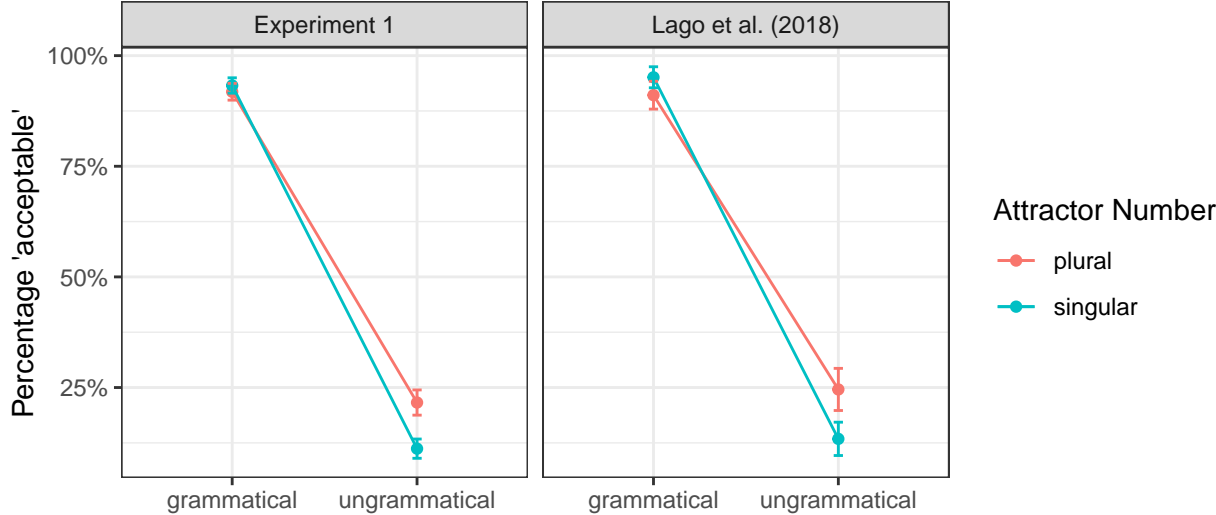 Experiment 1
Lago et al. (2018)
Percentage 'acceptable'
100%
75%
50%
25%
grammatical
ungrammatical
grammatical
ungrammatical
Attractor Number
plural
singular